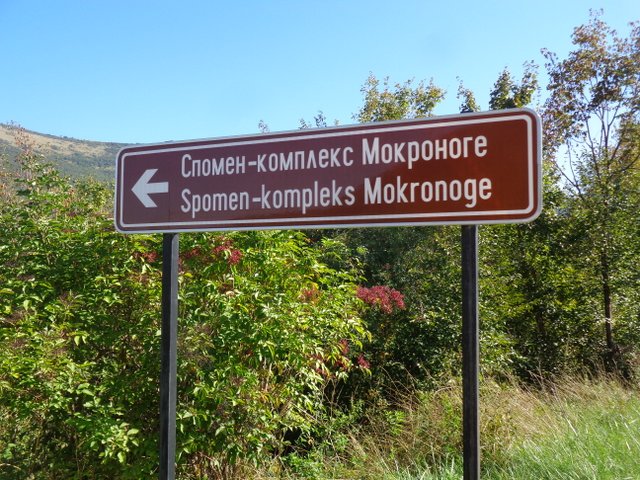 Спомен-комплекс Мокроноге
Spomen-kompleks Mokronoge